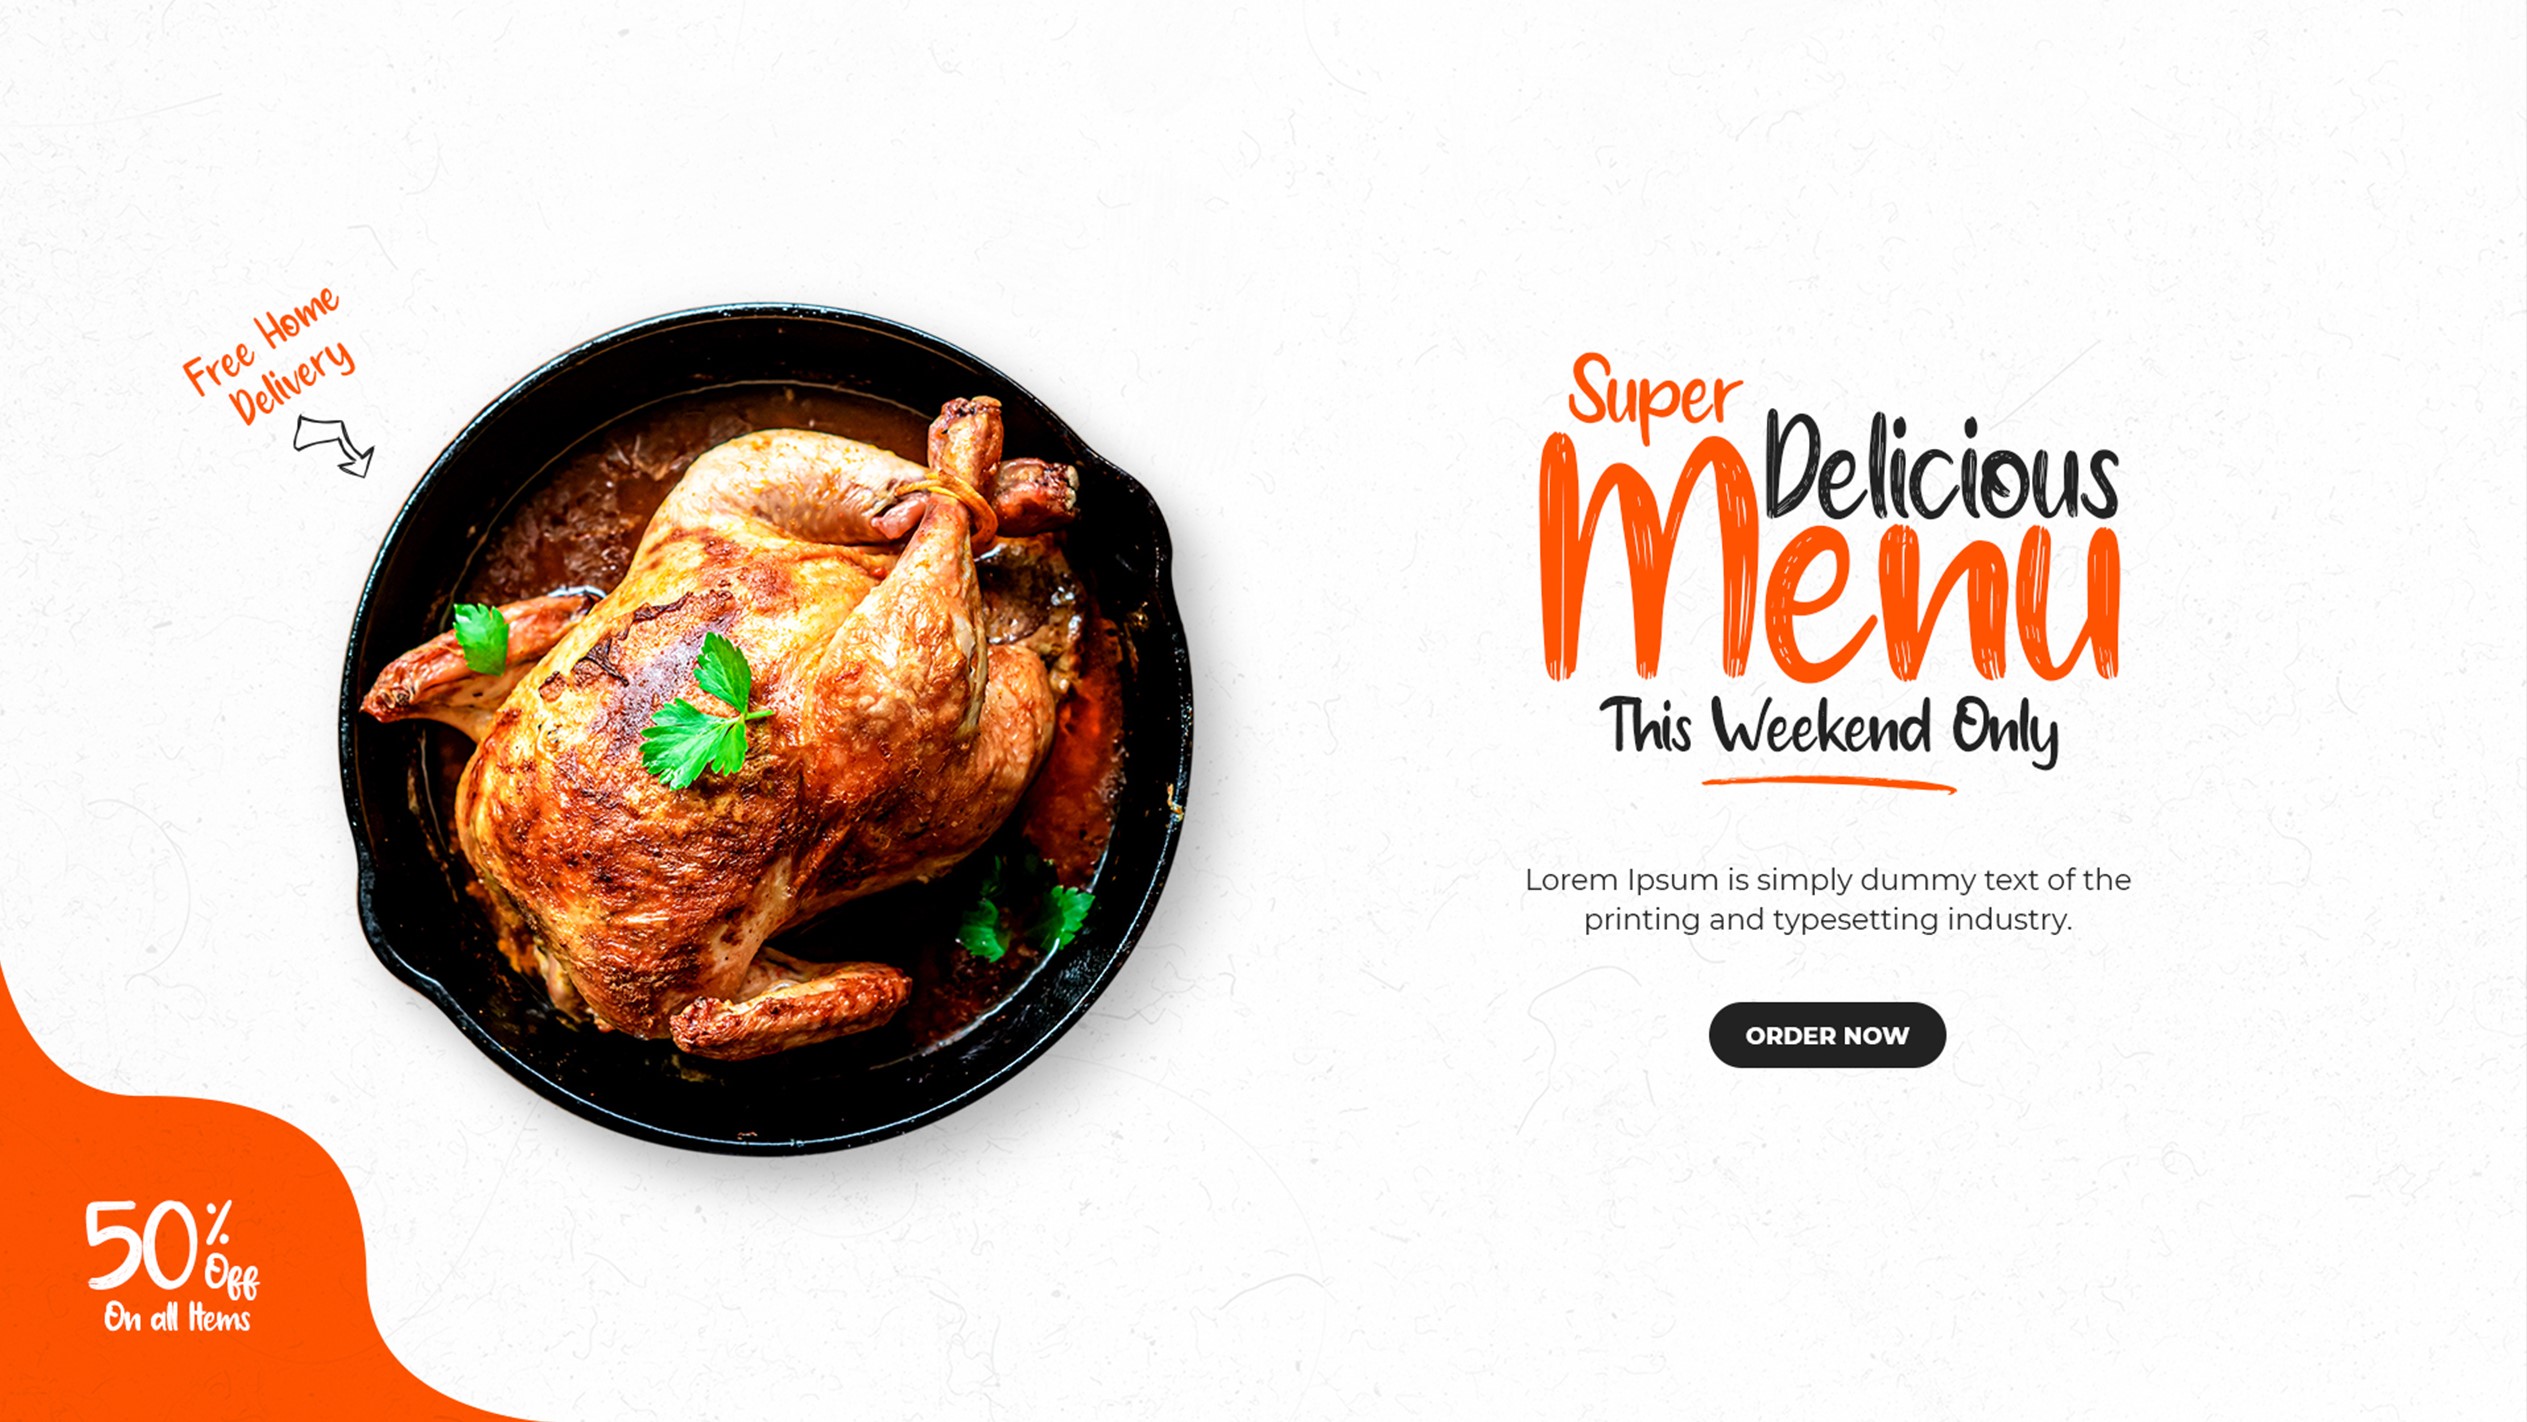 Free Home
Delivery
Super
Delicious
Menu
This Weekend Only
Lorem Ipsum is simply dummy text of the
printing and typesetting industry.
ORDER NOW
50%
Off
On all Items